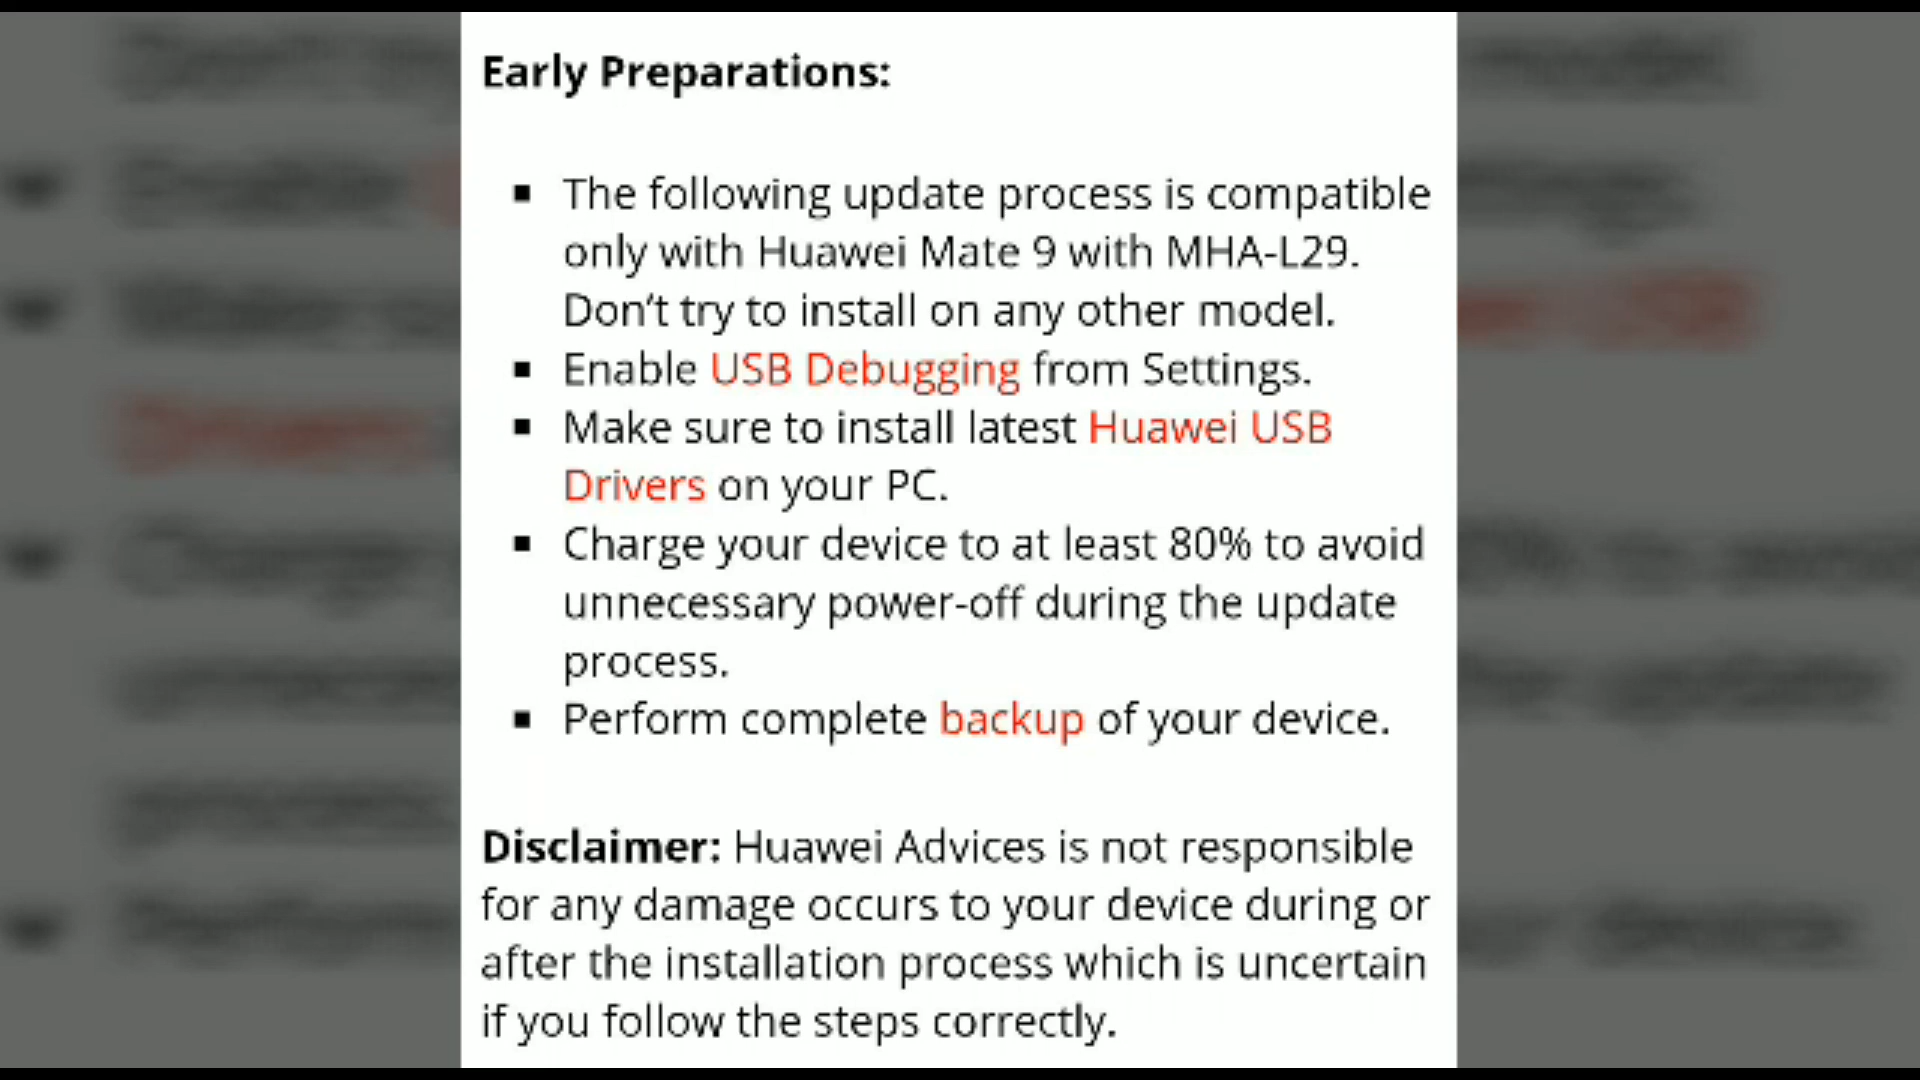 Early Preparations:
▪ The following update process is compatible
only with Huawei Mate 9 with MHA-L29.
Don't try to install on any other model.
▪ Enable USB Debugging from Settings.
▪ Make sure to install latest Huawei USB
Drivers on your PC.
▪ Charge your device to at least 80% to avoid
unnecessary power-off during the update
process.
▪ Perform complete backup of your device.
Disclaimer: Huawei Advices is not responsible
for any damage occurs to your device during or
after the installation process which is uncertain
if you follow the steps correctly.